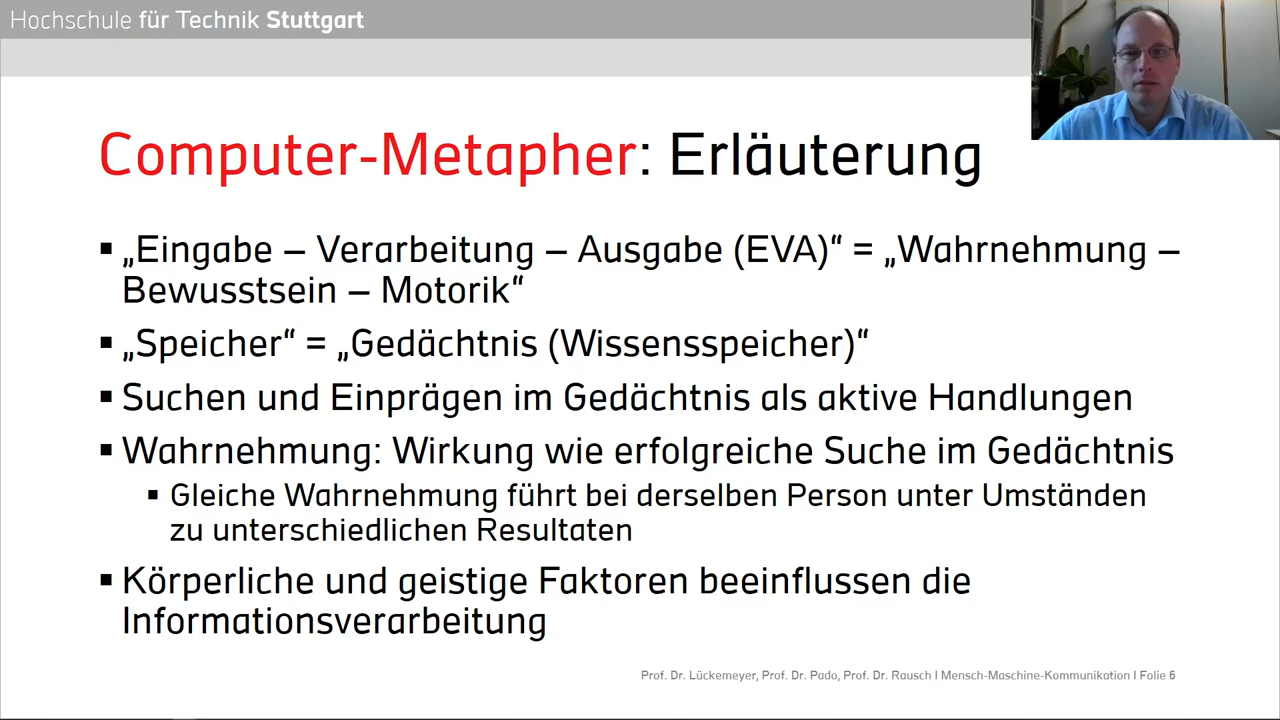 Hochschule für Technik Stuttgart
Computer-Metapher: Erläuterung
▪ „Eingabe – Verarbeitung – Ausgabe (EVA)“ = „Wahrnehmung –
Bewusstsein – Motorik“
▪ „Speicher“ = „Gedächtnis (Wissensspeicher)“
▪ Suchen und Einprägen im Gedächtnis als aktive Handlungen
▪ Wahrnehmung: Wirkung wie erfolgreiche Suche im Gedächtnis
▪ Gleiche Wahrnehmung führt bei derselben Person unter Umständen
zu unterschiedlichen Resultaten
▪ Körperliche und geistige Faktoren beeinflussen die
Informationsverarbeitung
Prof. Dr. Lückemeyer, Prof. Dr. Pado, Prof. Dr. Rausch I Mensch-Maschine-Kommunikation I Folie 6